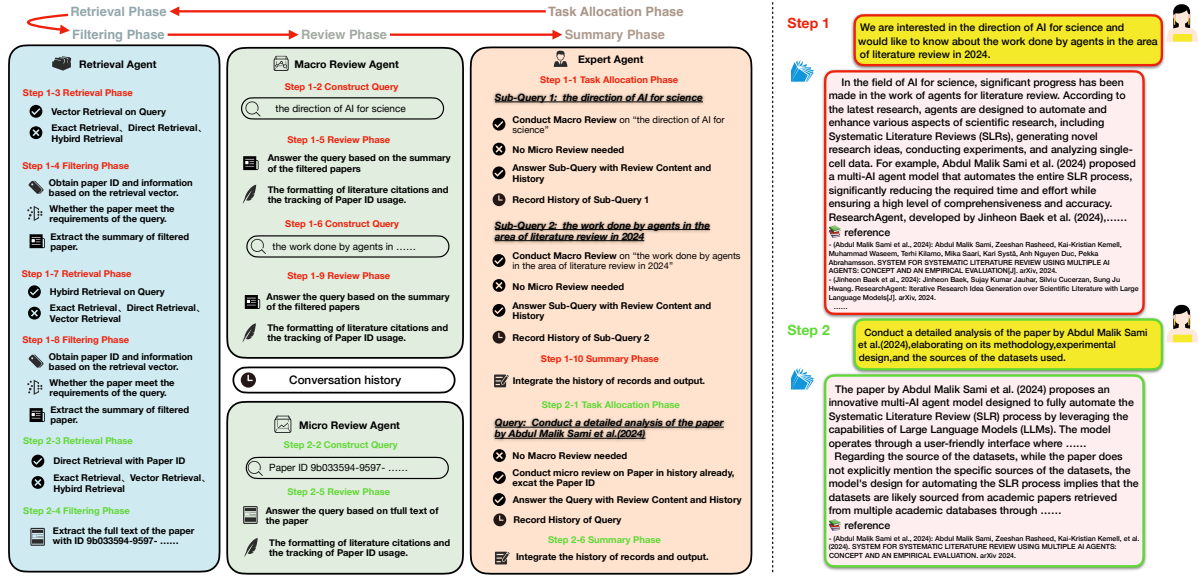 Retrieval Phase
Task Allocation Phase
Filtering Phase
Review Phase
Summary Phase
Retrieval Agent
Step 1-3 Retrieval Phase
Vector Retrieval on Query
Exact Retrieval、Direct Retrieval、
Hybird Retrieval
Step 1-4 Filtering Phase
Obtain paper ID and information
based on the retrieval vector.
Whether the paper meet the
requirements of the query.
Extract the summary of filtered
paper.
Step 1-7 Retrieval Phase
Hybird Retrieval on Query
Exact Retrieval、Direct Retrieval、
Vector Retrieval
Step 1-8 Filtering Phase
Obtain paper ID and information
based on the retrieval vector.
Whether the paper meet the
requirements of the query.
Extract the summary of filtered
paper.
Step 2-3 Retrieval Phase
Direct Retrieval with Paper ID
Exact Retrieval、Vector Retrieval、
Hybird Retrieval
Step 2-4 Filtering Phase
Extract the full text of the paper
with ID 9b033594-9597- ......
Macro Review Agent
Step 1-2 Construct Query
the direction of AI for science
Step 1-5 Review Phase
Answer the query based on the summary
of the filtered papers
The formatting of literature citations and
the tracking of Paper ID usage.
Step 1-6 Construct Query
the work done by agents in ......
Step 1-9 Review Phase
Answer the query based on the summary
of the filtered papers
The formatting of literature citations and
the tracking of Paper ID usage.
Conversation history
Micro Review Agent
Step 2-2 Construct Query
Paper ID 9b033594-9597- ......
Step 2-5 Review Phase
Answer the query based on tfull text of
the paper
The formatting of literature citations and
the tracking of Paper ID usage.
Expert Agent
Step 1-1 Task Allocation Phase
Sub-Query 1: the direction of AI for science
Conduct Macro Review on “the direction of AI for
science”
No Micro Review needed
Answer Sub-Query with Review Content and
History
Record History of Sub-Query 1
Sub-Query 2: the work done by agents in the
area of literature review in 2024
Conduct Macro Review on “the work done by agents
in the area of literature review in 2024”
No Micro Review needed
Answer Sub-Query with Review Content and
History
Record History of Sub-Query 2
Step 1-10 Summary Phase
Integrate the history of records and output.
Step 2-1 Task Allocation Phase
Query: Conduct a detailed analysis of the paper
by Abdul Malik Sami et al.(2024)
No Macro Review needed
Conduct micro review on Paper in history already,
excat the Paper ID
Answer the Query with Review Content and History
Record History of Query
Step 2-6 Summary Phase
Integrate the history of records and output.
Step 1
We are interested in the direction of AI for science and
would like to know about the work done by agents in the area
of literature review in 2024.
In the field of AI for science, significant progress has been
made in the work of agents for literature review. According to
the latest research, agents are designed to automate and
enhance various aspects of scientific research, including
Systematic Literature Reviews (SLRs), generating novel
research ideas, conducting experiments, and analyzing single-
cell data. For example, Abdul Malik Sami et al. (2024) proposed
a multi-AI agent model that automates the entire SLR process,
significantly reducing the required time and effort while
ensuring a high level of comprehensiveness and accuracy.
ResearchAgent, developed by Jinheon Baek et al. (2024),......
reference
- (Abdul Malik Sami et al., 2024): Abdul Malik Sami, Zeeshan Rasheed, Kai-Kristian Kemell,
Muhammad Waseem, Terhi Kilamo, Mika Saari, Kari Systä, Anh Nguyen Duc, Pekka
Abrahamsson. SYSTEM FOR SYSTEMATIC LITERATURE REVIEW USING MULTIPLE AI
AGENTS: CONCEPT AND AN EMPIRICAL EVALUATION[J]. arXiv, 2024.
- (Jinheon Baek et al., 2024): Jinheon Baek, Sujay Kumar Jauhar, Silviu Cucerzan, Sung Ju
Hwang. ResearchAgent: Iterative Research Idea Generation over Scientific Literature with Large
Language Models[J]. arXiv, 2024.
......
Step 2
Conduct a detailed analysis of the paper by Abdul Malik Sami
et al.(2024),elaborating on its methodology,experimental
design,and the sources of the datasets used.
The paper by Abdul Malik Sami et al. (2024) proposes an
innovative multi-AI agent model designed to fully automate the
Systematic Literature Review (SLR) process by leveraging the
capabilities of Large Language Models (LLMs). The model
operates through a user-friendly interface where ......
Regarding the source of the datasets, while the paper does
not explicitly mention the specific sources of the datasets, the
model's design for automating the SLR process implies that the
datasets are likely sourced from academic papers retrieved
from multiple academic databases through ......
reference
- (Abdul Malik Sami et al., 2024): Abdul Malik Sami, Zeeshan Rasheed, Kai-Kristian Kemell, et al.
(2024). SYSTEM FOR SYSTEMATIC LITERATURE REVIEW USING MULTIPLE AI AGENTS:
CONCEPT AND AN EMPIRICAL EVALUATION. arXiv 2024.